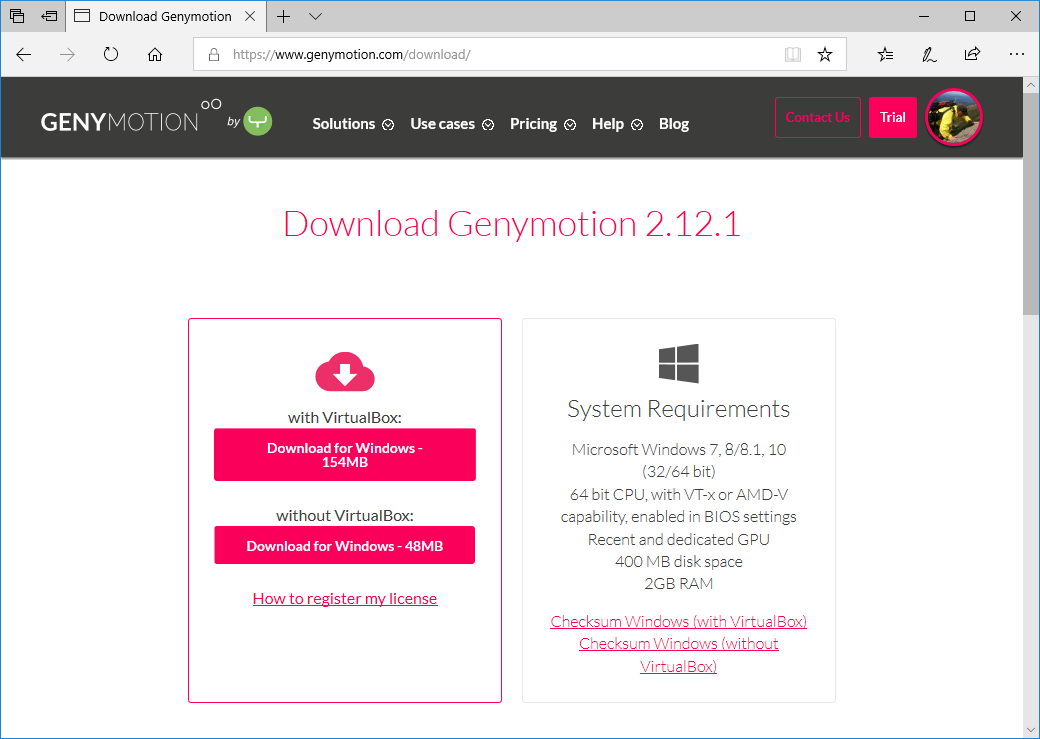 Download Genymotion
https://www.genymotion.com/download/
GENYMOTION by
Solutions Use cases Pricing Help Blog
Contact Us Trial
Download Genymotion 2.12.1
with VirtualBox:
Download for Windows -
154MB
without VirtualBox:
Download for Windows - 48MB
How to register my license
System Requirements
Microsoft Windows 7, 8/8.1, 10
(32/64 bit)
64 bit CPU, with VT-x or AMD-V
capability, enabled in BIOS settings
Recent and dedicated GPU
400 MB disk space
2GB RAM
Checksum Windows (with VirtualBox)
Checksum Windows (without
VirtualBox)